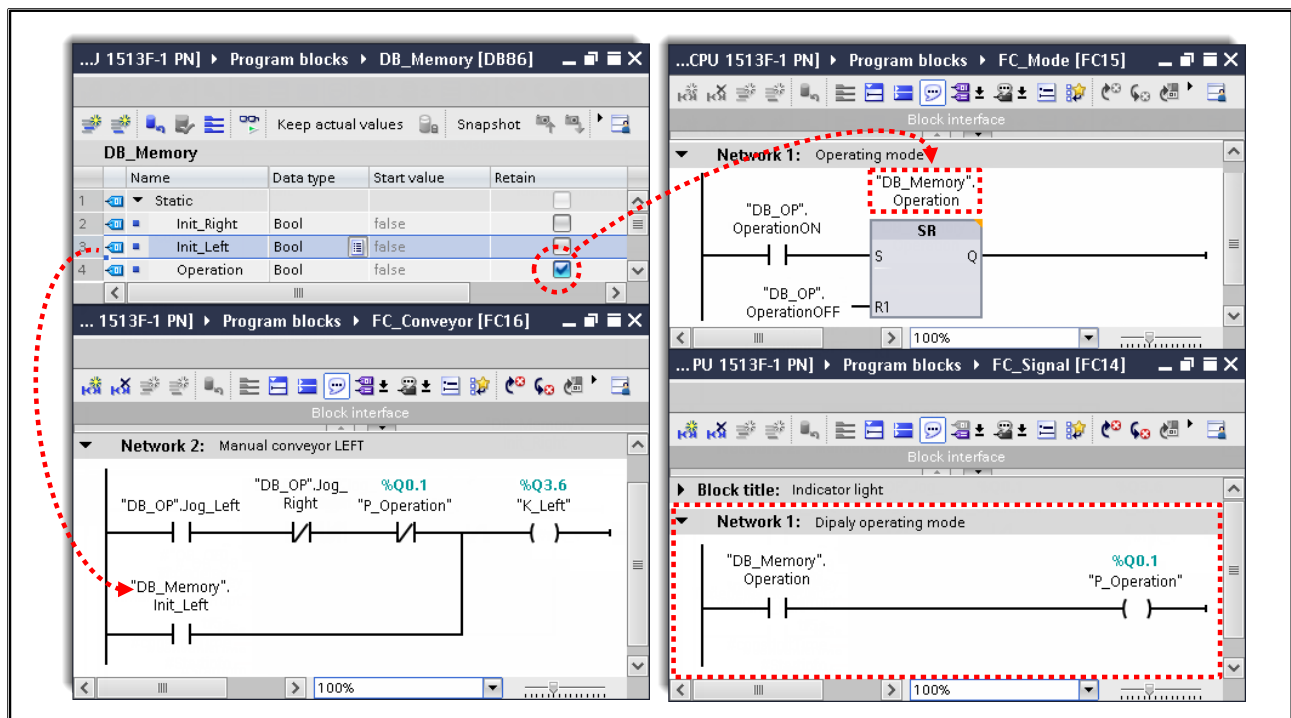 ...J 1513F-1 PN] ▸ Program blocks ▸ DB_Memory [DB86]
Keep actual values Snapshot
DB_Memory
Name Data type Start value Retain
1 Static
2 Init_Right Bool false
3 Init_Left Bool false
4 Operation Bool false
... 1513F-1 PN] ▸ Program blocks ▸ FC_Conveyor [FC16]
Block interface
Network 2: Manual conveyor LEFT
"DB_OP".Jog_Left
"DB_OP".Jog_
Right
%Q0.1
"P_Operation"
%Q3.6
"K_Left"
"DB_Memory".
Init_Left
100%
...CPU 1513F-1 PN] ▸ Program blocks ▸ FC_Mode [FC15]
Block interface
Network 1: Operating mode
"DB_Memory".
Operation
"DB_OP".
OperationON
SR
S Q
"DB_OP".
OperationOFF
R1
100%
...PU 1513F-1 PN] ▸ Program blocks ▸ FC_Signal [FC14]
Block interface
Block title: Indicator light
Network 1: Dipaly operating mode
"DB_Memory".
Operation
%Q0.1
"P_Operation"
100%